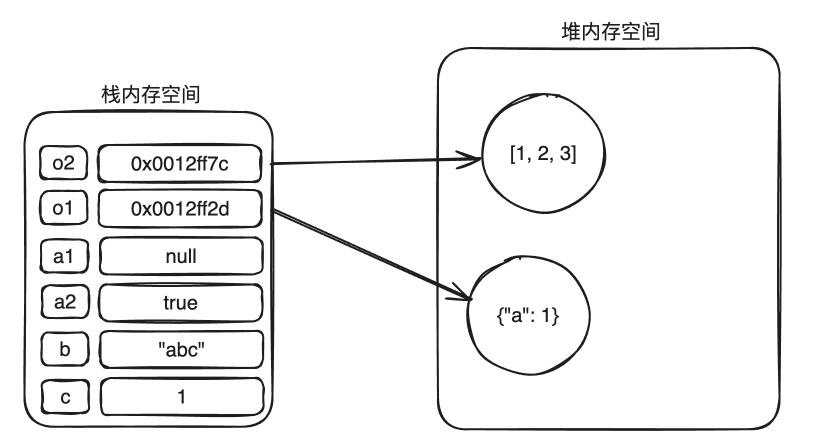 堆内存空间
栈内存空间
o2 0x0012ff7c
[1, 2, 3]
o1 0x0012ff2d
a1 null
a2 true
{"a": 1}
b "abc"
c 1